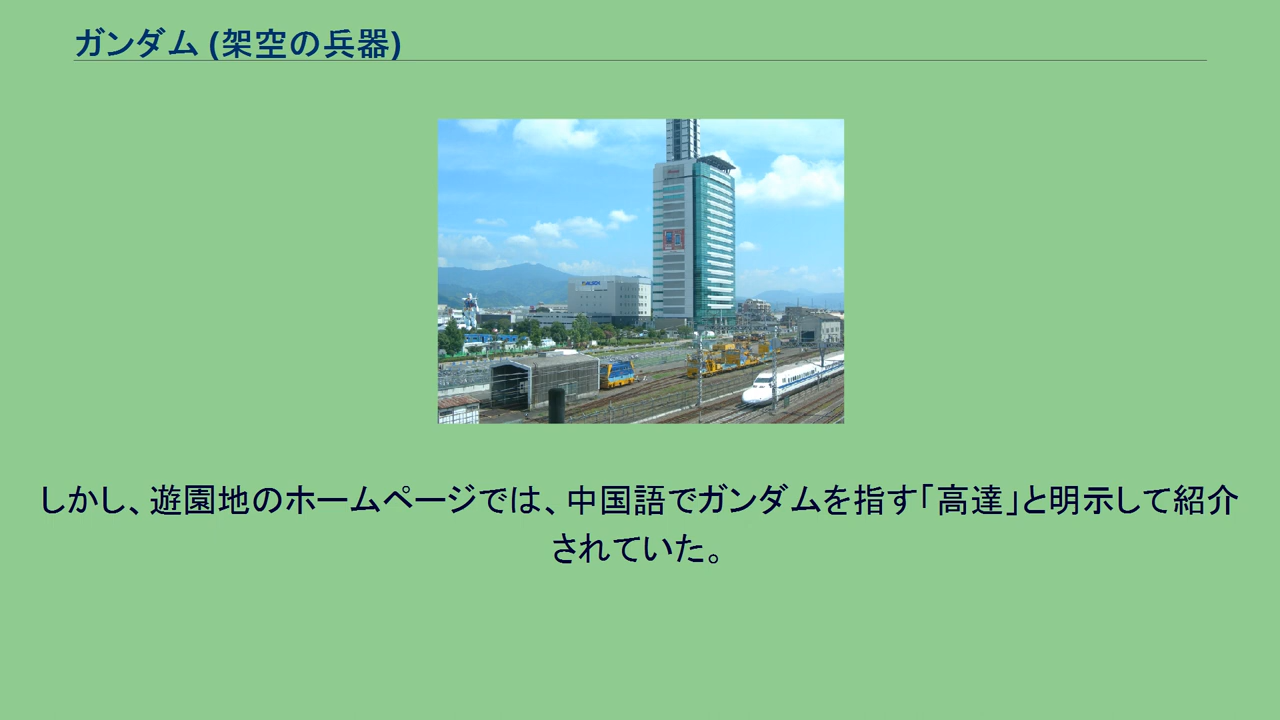 ガンダム (架空の兵器)
しかし、遊園地のホームページでは、中国語でガンダムを指す「高達」と明示して紹介
されていた。